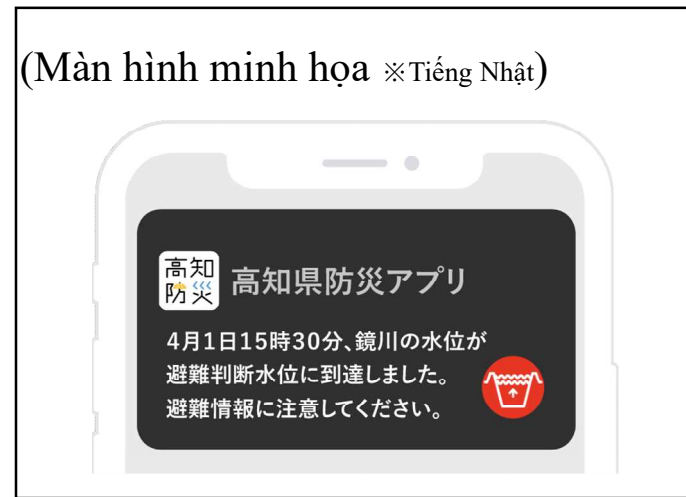 (Màn hình minh họa ※Tiếng Nhật)
高知
防災
高知県防災アプリ
4月1日15時30分、鏡川の水位が
避難判断水位に到達しました。
避難情報に注意してください。